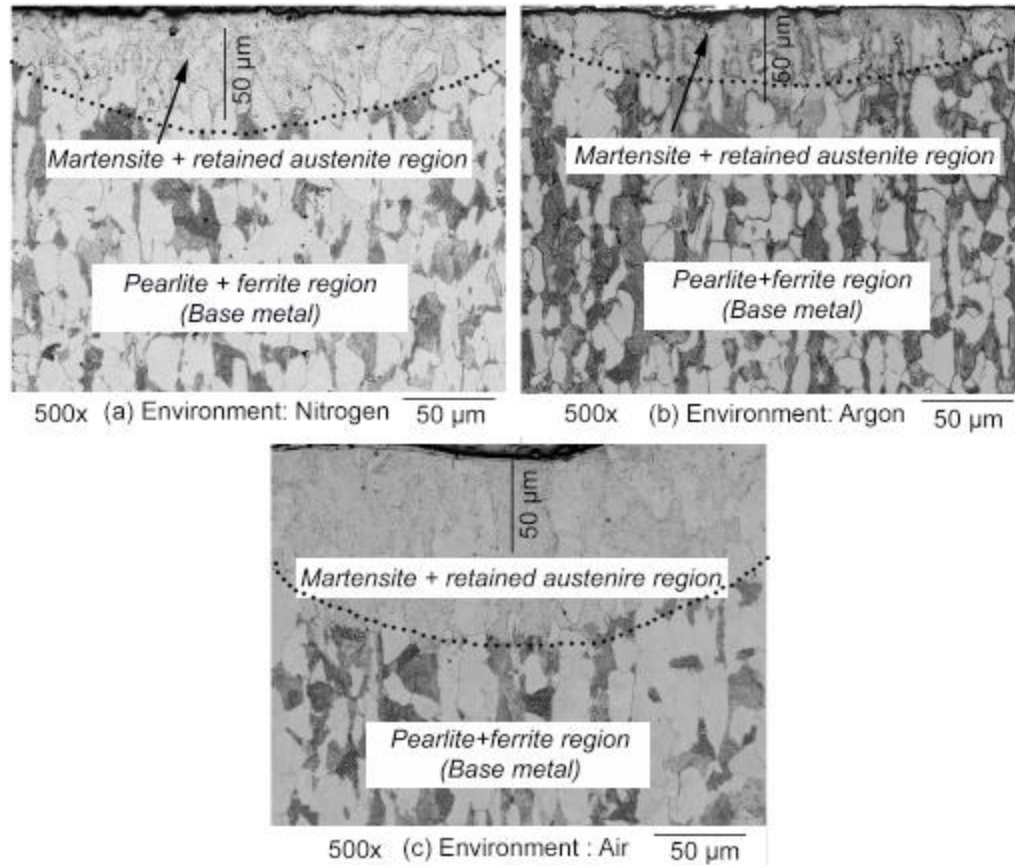 50 µm
Martensite + retained austenite region
Pearlite + ferrite region
(Base metal)
500x (a) Environment: Nitrogen 50 µm
50 µm
Martensite + retained austenite region
Pearlite+ferrite region
(Base metal)
500x (b) Environment: Argon 50 µm
50 µm
Martensite + retained austenire region
Pearlite+ferrite region
(Base metal)
500x (c) Environment : Air 50 µm